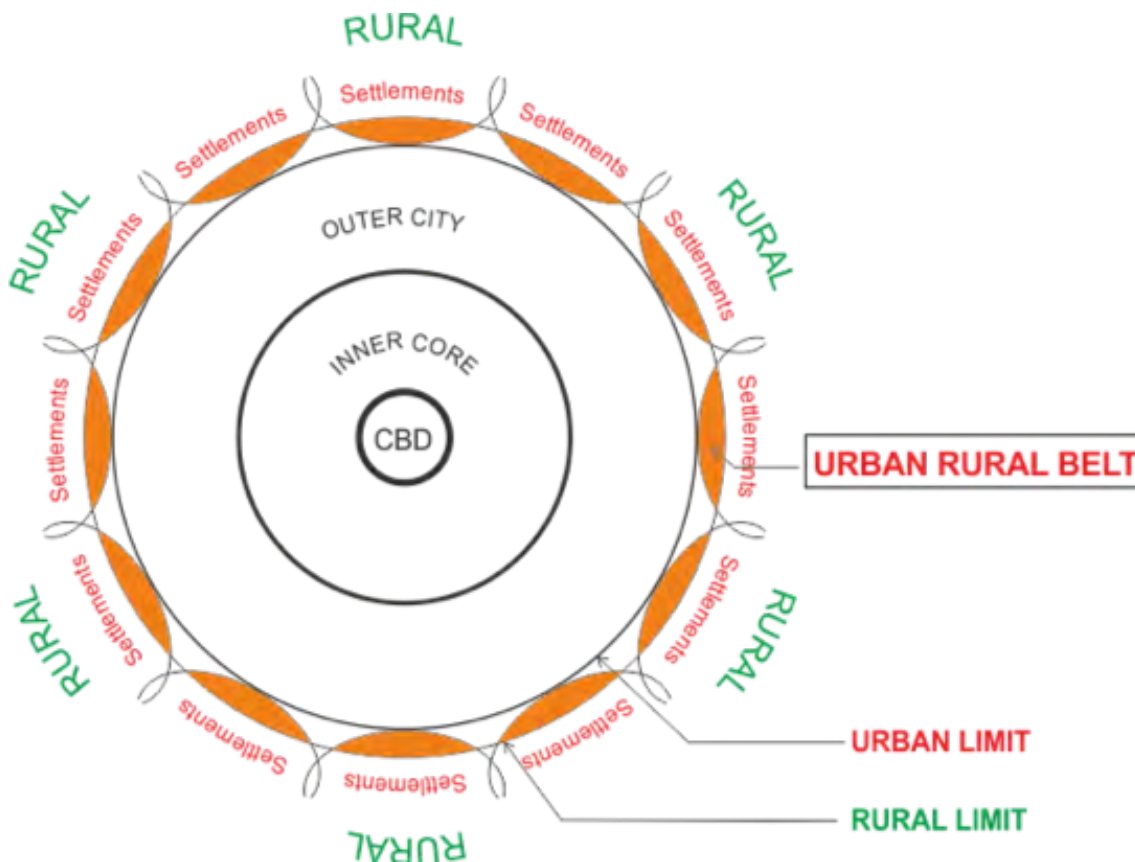 RURAL
Settlements
Settlements
Settlements
RURAL
RURAL
Settlements
Settlements
OUTER CITY
INNER CORE
CBD
Settlements
Settlements
URBAN RURAL BELT
Settlements
Settlements
RURAL
RURAL
Settlements
Settlements
Settlements
URBAN LIMIT
RURAL LIMIT
RURAL